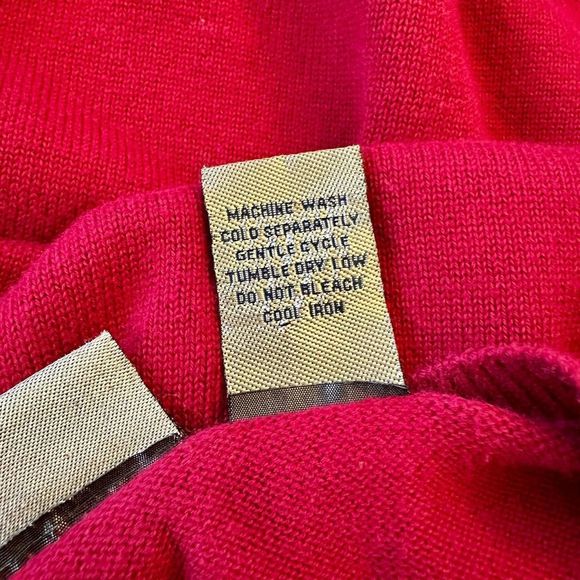 MACHINE WASH
COLD SEPARATELY
GENTLE CYCLE
TUMBLE DRY LOW
DO NOT BLEACH
COOL IRON